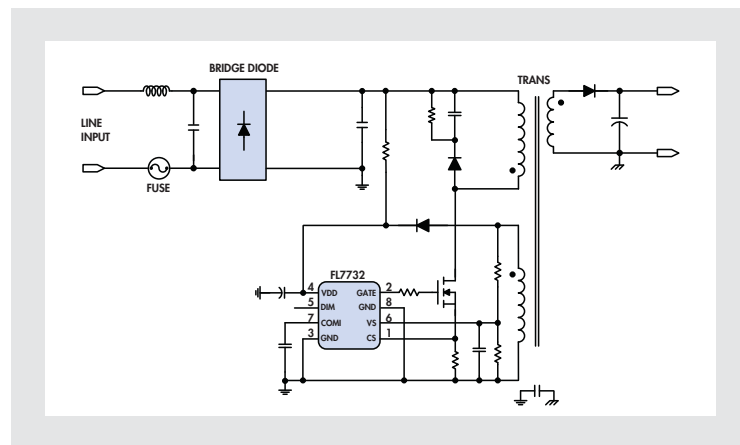 BRIDGE DIODE
TRANS
LINE
INPUT
FUSE
FL7732
4 VDD GATE 2
5 DIM GND 8
7 COMI VS 6
3 GND CS 1